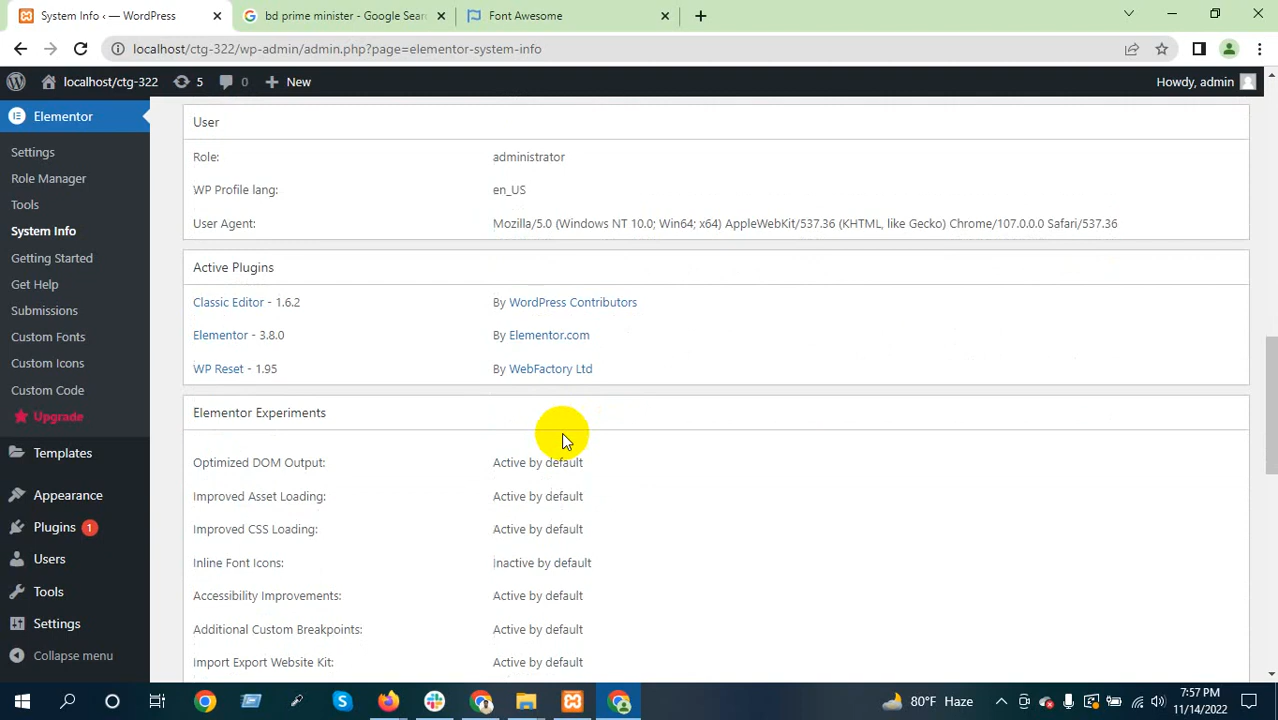 System Info ‹ — WordPress
bd prime minister - Google Sear
Font Awesome
localhost/ctg-322/wp-admin/admin.php?page=elementor-system-info
localhost/ctg-322
5
0
New
Howdy, admin
Elementor
Settings
Role Manager
Tools
System Info
Getting Started
Get Help
Submissions
Custom Fonts
Custom Icons
Custom Code
Upgrade
Templates
Appearance
Plugins 1
Users
Tools
Settings
Collapse menu
User
Role: administrator
WP Profile lang: en_US
User Agent: Mozilla/5.0 (Windows NT 10.0; Win64; x64) AppleWebKit/537.36 (KHTML, like Gecko) Chrome/107.0.0.0 Safari/537.36
Active Plugins
Classic Editor - 1.6.2 By WordPress Contributors
Elementor - 3.8.0 By Elementor.com
WP Reset - 1.95 By WebFactory Ltd
Elementor Experiments
Optimized DOM Output: Active by default
Improved Asset Loading: Active by default
Improved CSS Loading: Active by default
Inline Font Icons: Inactive by default
Accessibility Improvements: Active by default
Additional Custom Breakpoints: Active by default
Import Export Website Kit: Active by default
80°F Haze
7:57 PM
11/14/2022